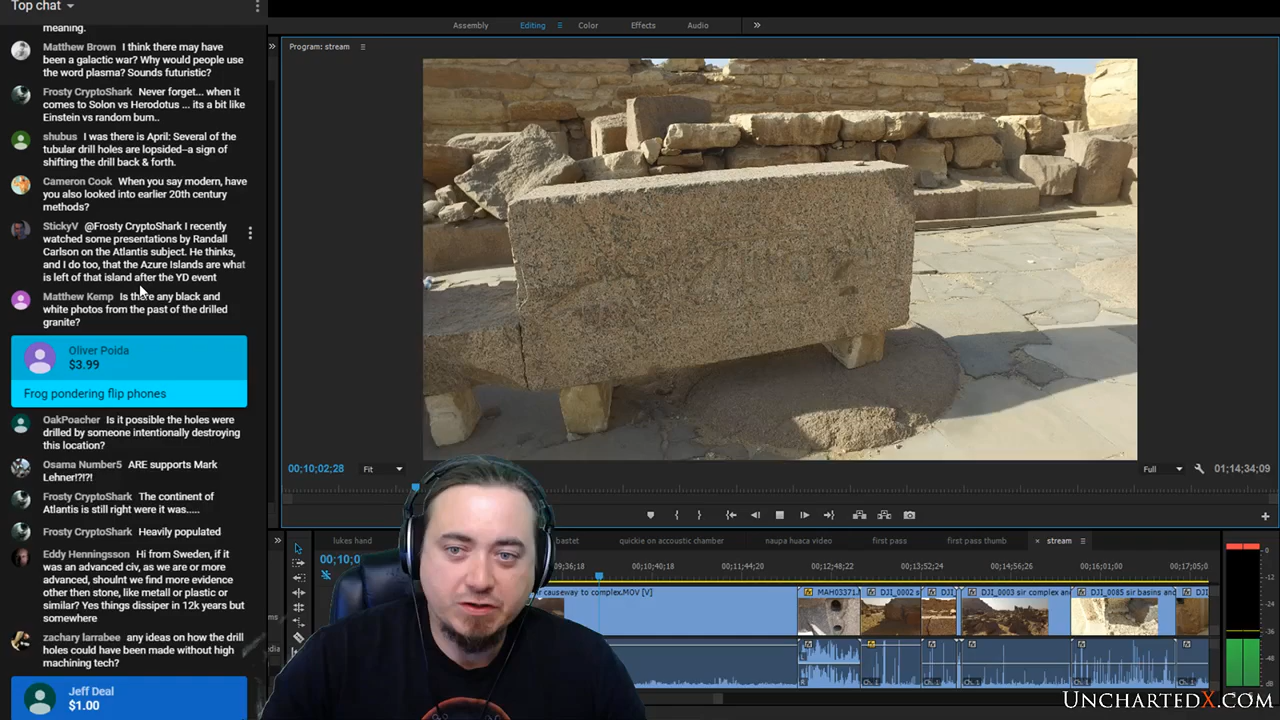 Top chat
meaning.
Matthew Brown I think there may have
been a galactic war? Why would people use
the word plasma? Sounds futuristic?
Frosty CryptoShark Never forget... when it
comes to Solon vs Herodotus ... its a bit like
Einstein vs random bum..
shubus I was there is April: Several of the
tubular drill holes are lopsided–a sign of
shifting the drill back & forth.
Cameron Cook When you say modern, have
you also looked into earlier 20th century
methods?
StickyV @Frosty CryptoShark I recently
watched some presentations by Randall
Carlson on the Atlantis subject. He thinks,
and I do too, that the Azure Islands are what
is left of that island after the YD event
Matthew Kemp Is there any black and
white photos from the past of the drilled
granite?
Oliver Poida
$3.99
Frog pondering flip phones
OakPoacher Is it possible the holes were
drilled by someone intentionally destroying
this location?
Osama Number5 ARE supports Mark
Lehner!?!?!
Frosty CryptoShark The continent of
Atlantis is still right were it was.....
Frosty CryptoShark Heavily populated
Eddy Henningsson Hi from Sweden, if it
was an advanced civ, as we are or more
advanced, shoulnt we find more evidence
other then stone, like metal or plastic or
similar? Yes things dissiper in 12k years but
somewhere
zachary larrabee any ideas on how the drill
holes could have been made without high
machining tech?
Jeff Deal
$1.00
Assembly Editing Color Effects Audio
Program: stream
00;10;02;28 Fit Full 01;14;34;09
lukes hand bastet quickie on accoustic chamber naupa huaca video first pass first pass thumb stream
00;10;0
00;9;36;18 00;10;40;18 00;11;44;20 00;12;48;22 00;13;52;24 00;14;56;26 00;16;01;00 00;17;05;0
causeway to complex.MOV [V] MAH03371. DJI_0002 s DJI_ DJI_0003 sir complex an DJI_0085 sir basins and DJI_
UNCHARTEDX.COM